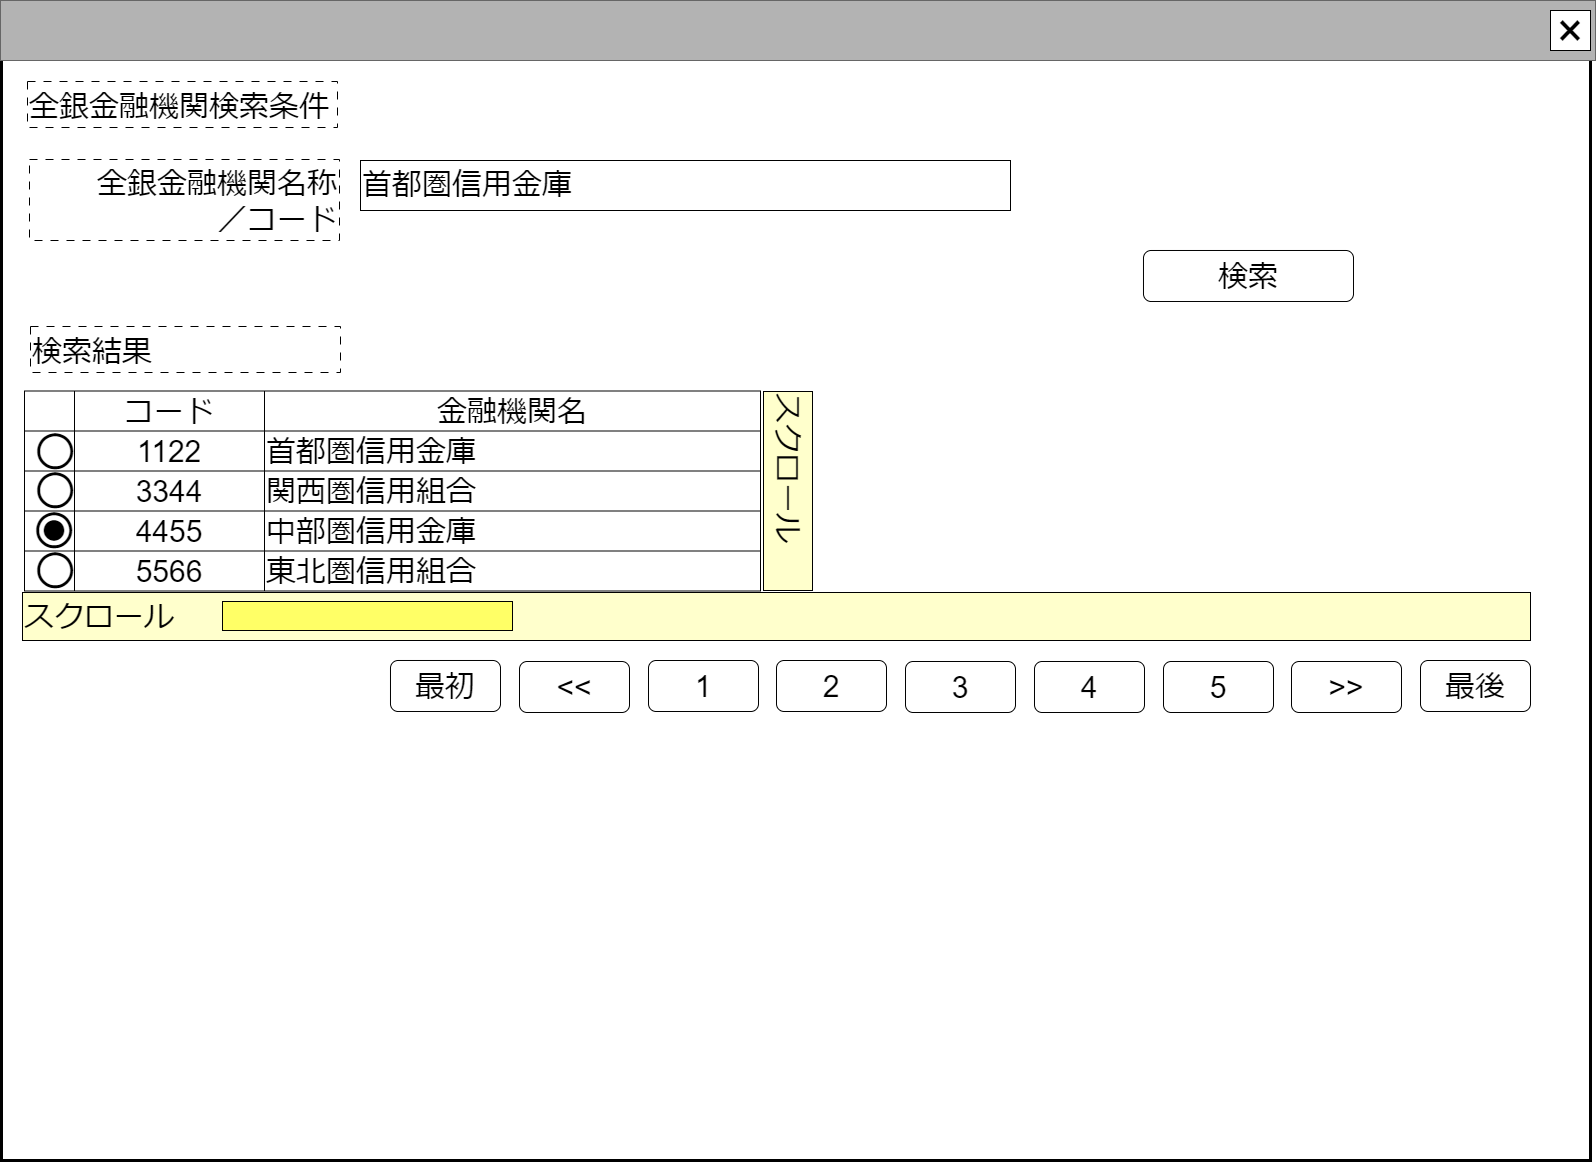 全銀金融機関検索条件
全銀金融機関名称
／コード
首都圏信用金庫
検索
検索結果
コード 金融機関名
1122 首都圏信用金庫
3344 関西圏信用組合
4455 中部圏信用金庫
5566 東北圏信用組合
スクロール
スクロール
最初 << 1 2 3 4 5 >> 最後